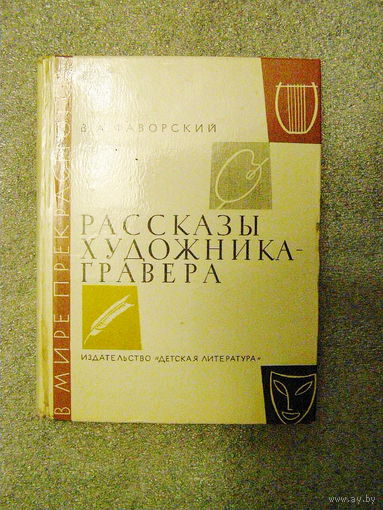 В. А. ФАВОРСКИЙ
РАССКАЗЫ
ХУДОЖНИКА-
ГРАВЕРА
ИЗДАТЕЛЬСТВО «ДЕТСКАЯ ЛИТЕРАТУРА»
В МИРЕ ПРЕКРАСНОГО
www.ay.by